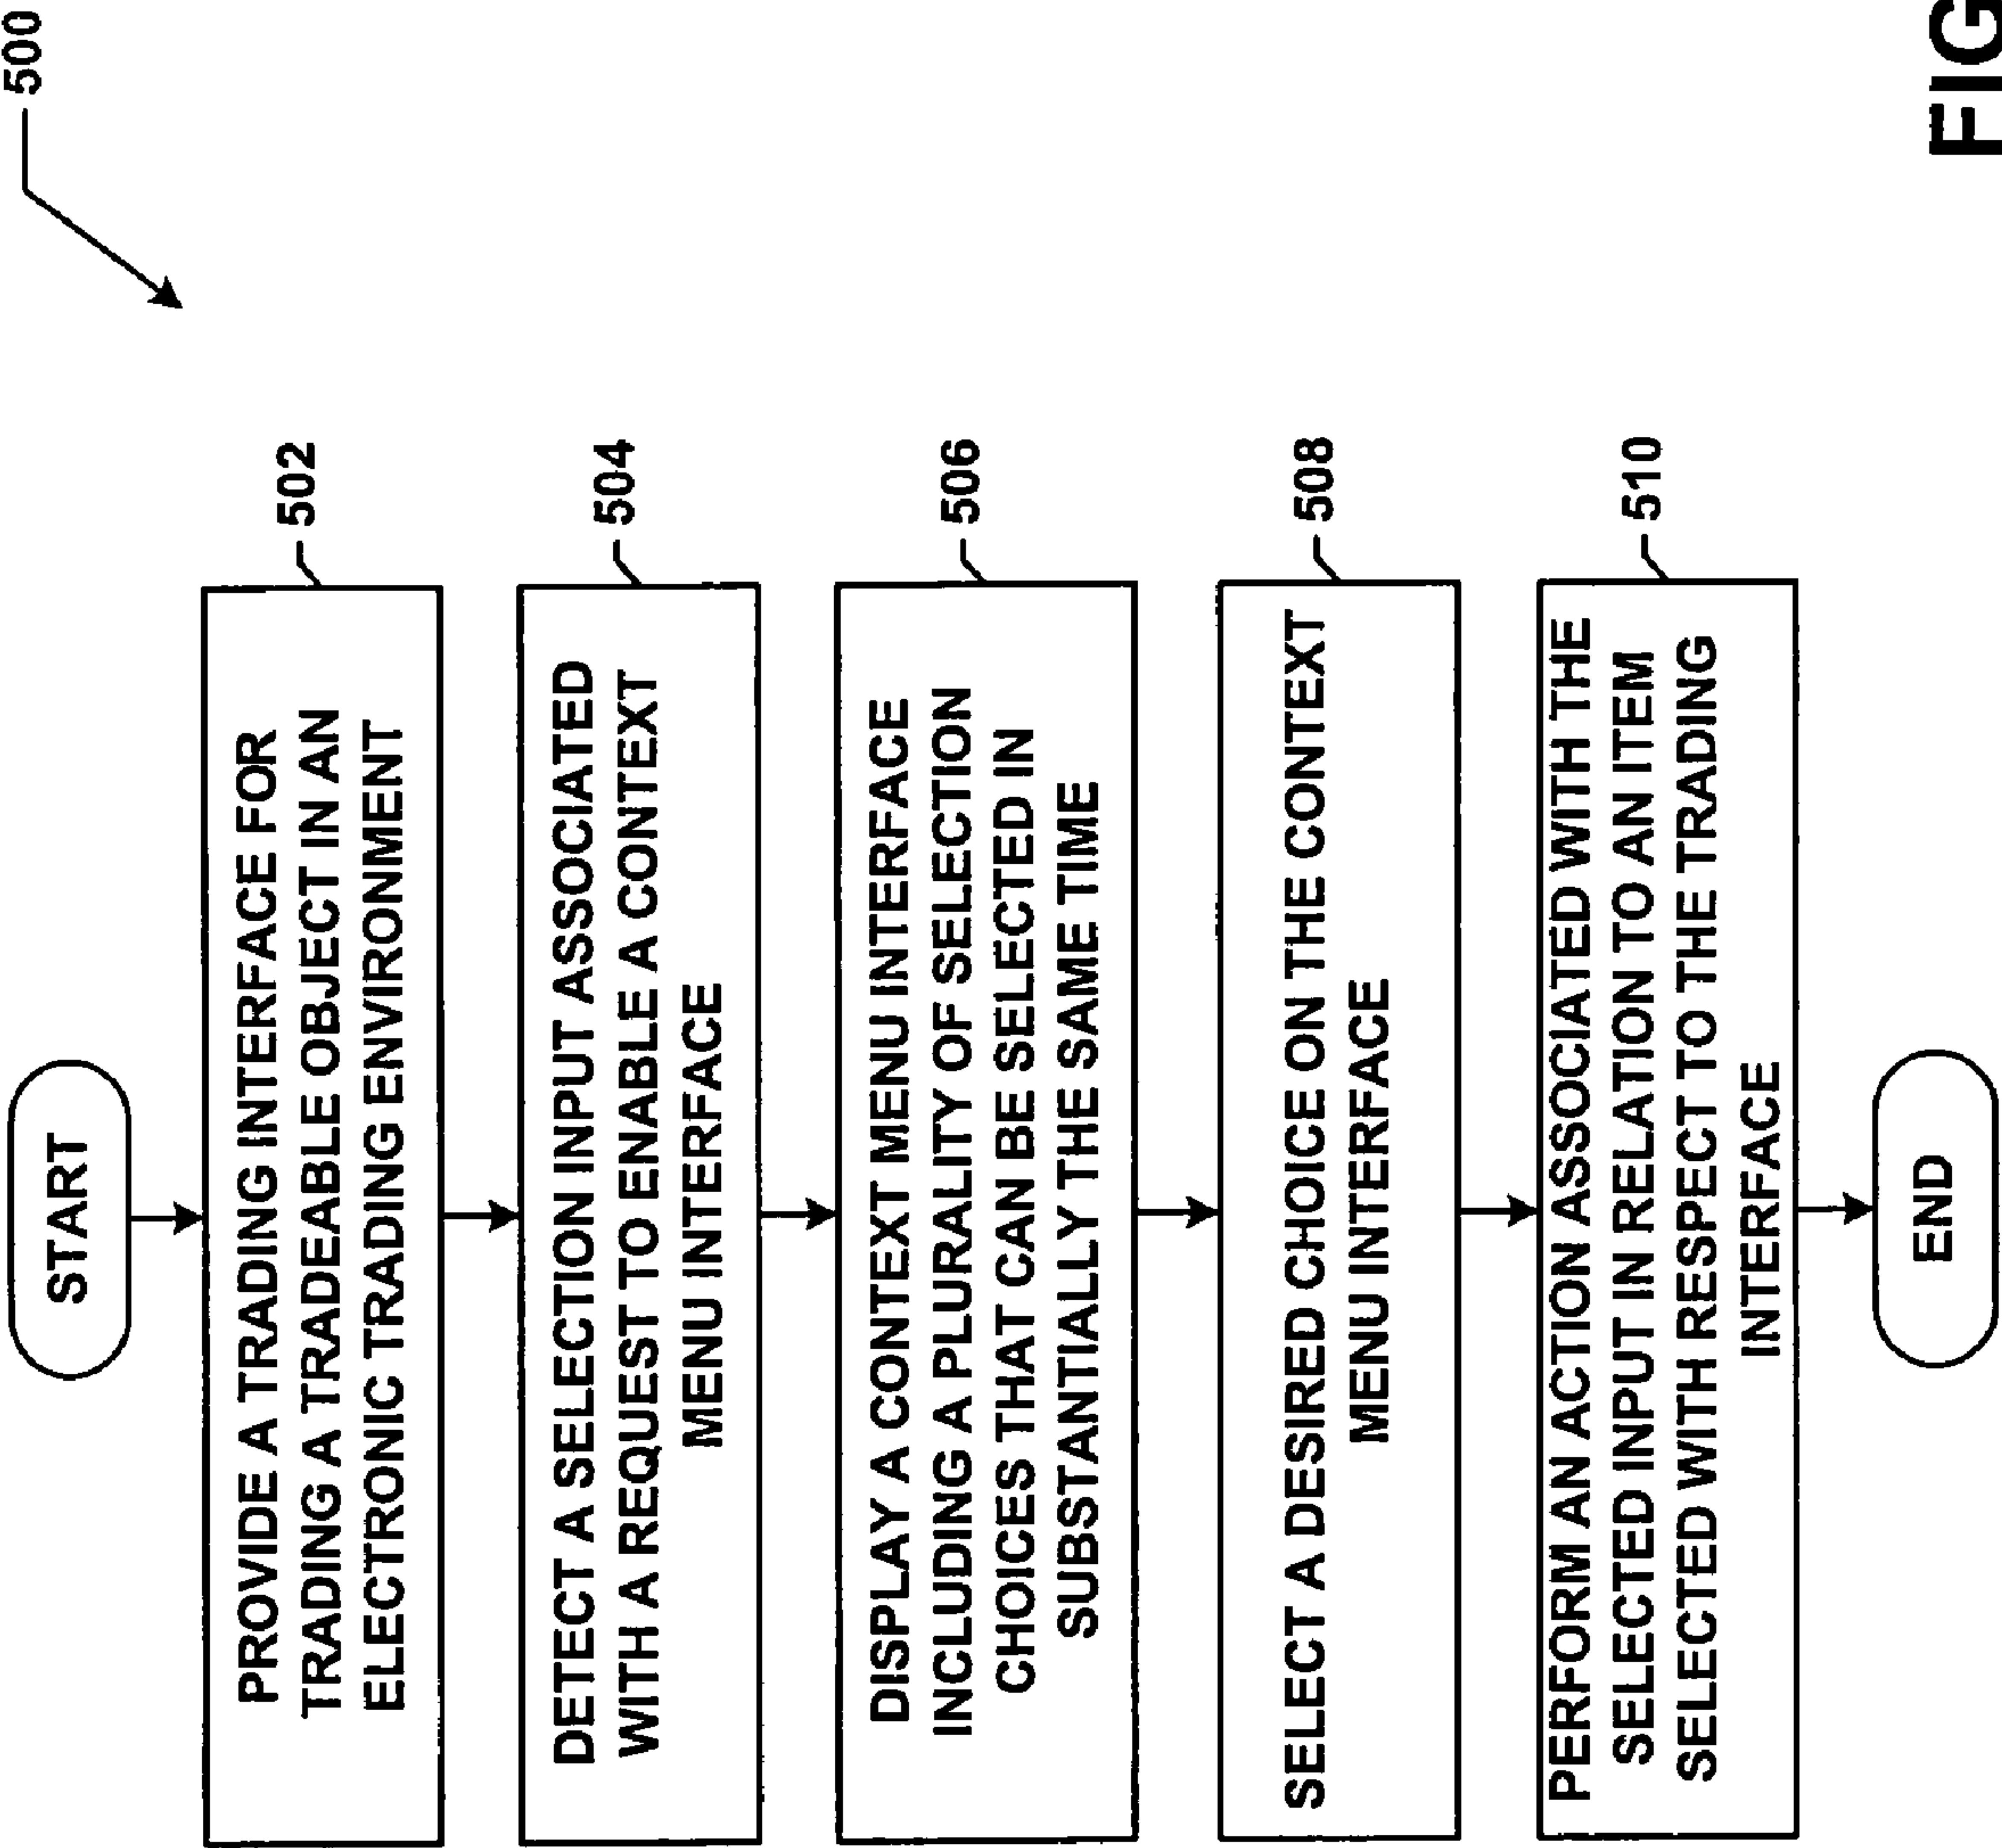 500
START
PROVIDE A TRADING INTERFACE FOR
TRADING A TRADEABLE OBJECT IN AN
ELECTRONIC TRADING ENVIRONMENT
502
DETECT A SELECTION INPUT ASSOCIATED
WITH A REQUEST TO ENABLE A CONTEXT
MENU INTERFACE
504
DISPLAY A CONTEXT MENU INTERFACE
INCLUDING A PLURALITY OF SELECTION
CHOICES THAT CAN BE SELECTED IN
SUBSTANTIALLY THE SAME TIME
506
SELECT A DESIRED CHOICE ON THE CONTEXT
MENU INTERFACE
508
PERFORM AN ACTION ASSOCIATED WITH THE
SELECTED INPUT IN RELATION TO AN ITEM
SELECTED WITH RESPECT TO THE TRADING
INTERFACE
510
END
FIG